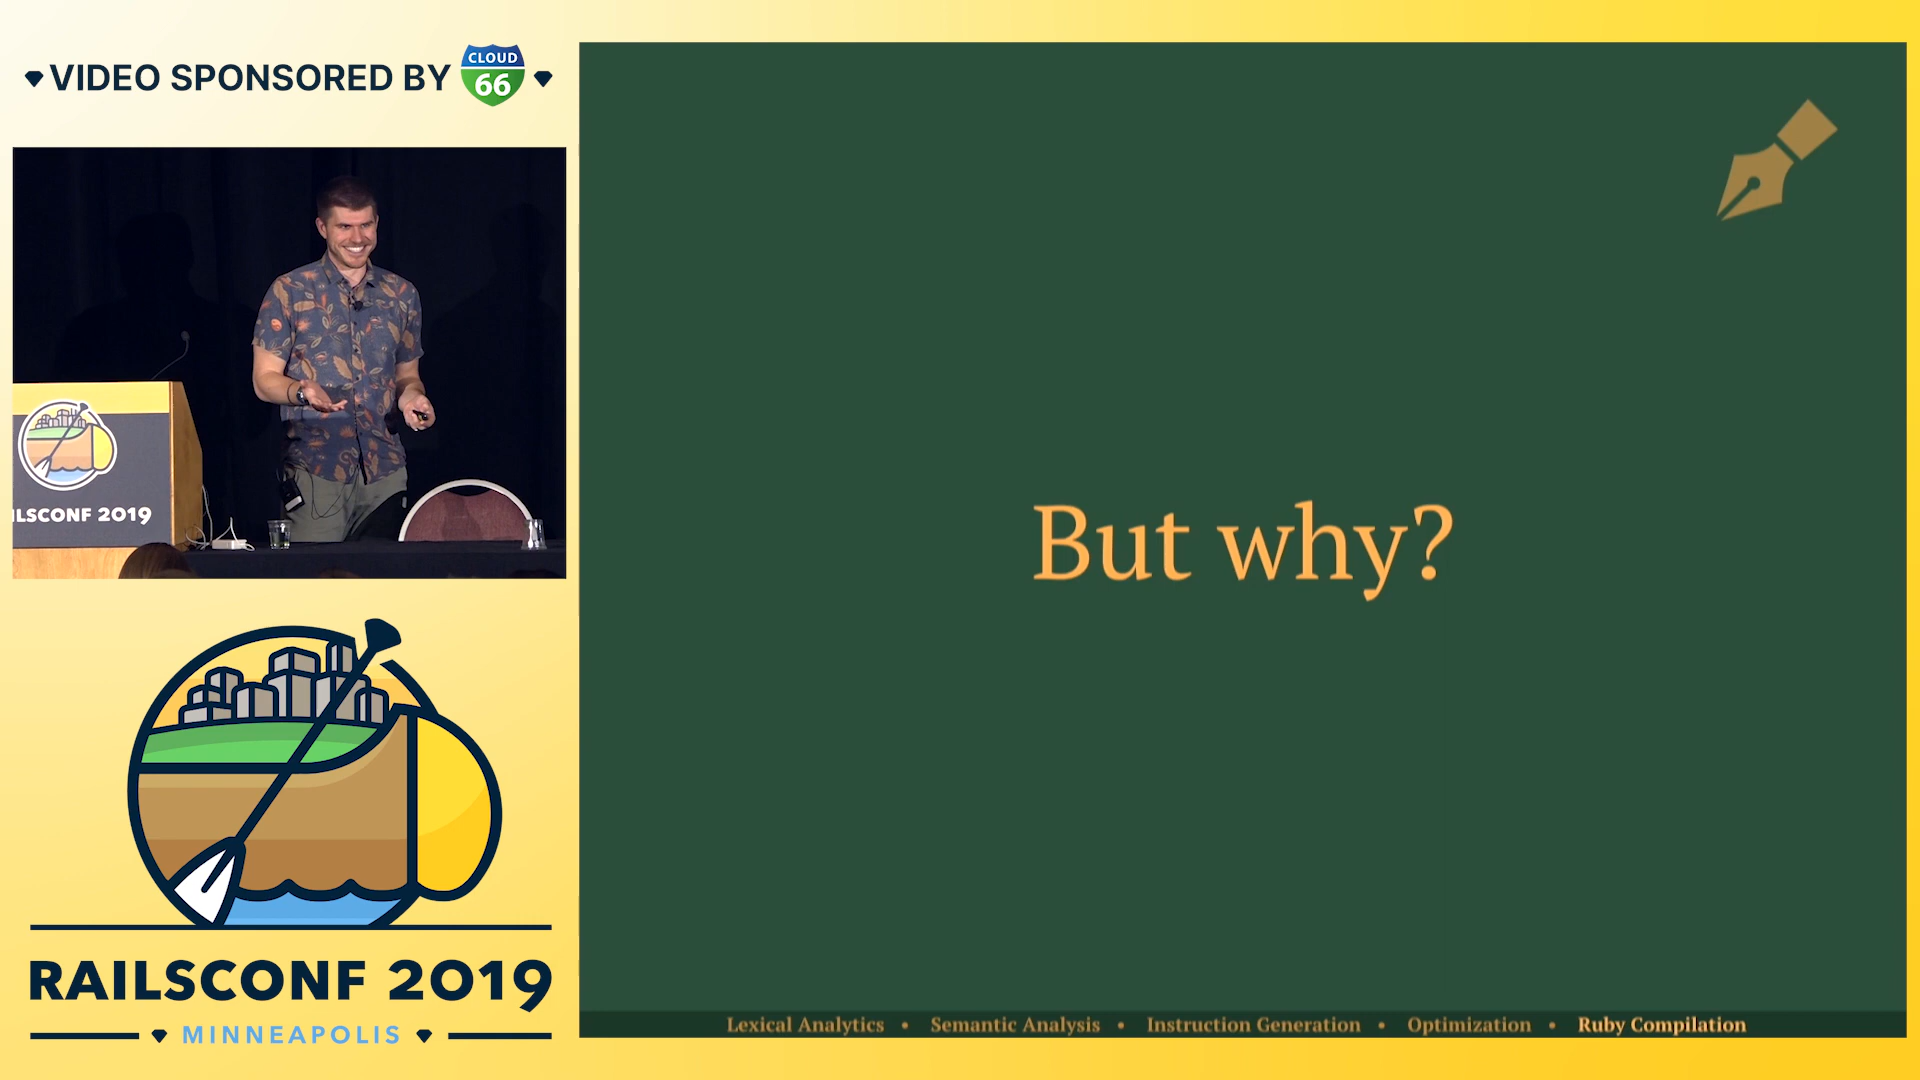 VIDEO SPONSORED BY
CLOUD
66
ILSCONF 2019
RAILSCONF 2019
MINNEAPOLIS
But why?
Lexical Analytics • Semantic Analysis • Instruction Generation • Optimization • Ruby Compilation